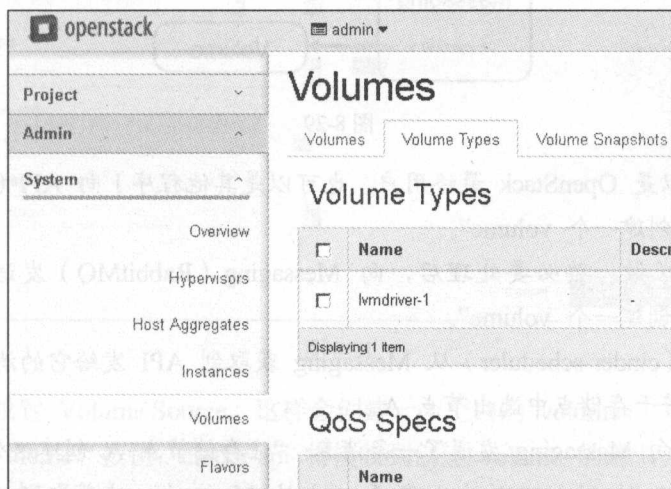 openstack
admin
Project
Volumes
Admin
Volumes Volume Types Volume Snapshots
System
Volume Types
Overview
Name Descr
Hypervisors
lvmdriver-1 -
Host Aggregates
Displaying 1 item
Instances
Volumes
QoS Specs
Flavors
Name